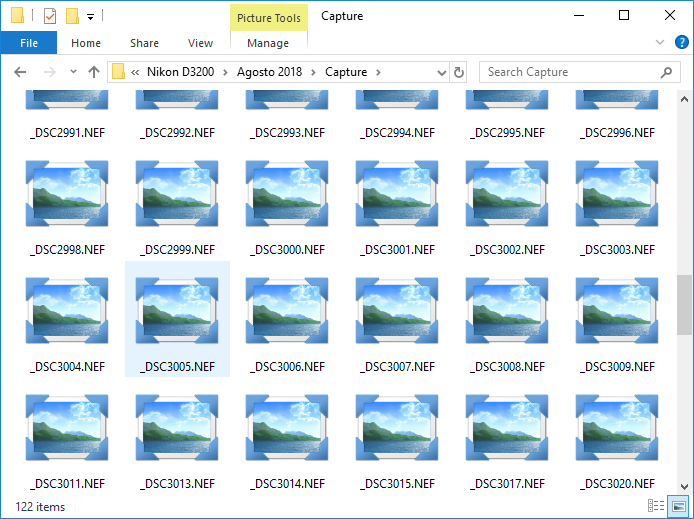 Picture Tools Capture
File Home Share View Manage
« Nikon D3200 › Agosto 2018 › Capture › Search Capture
_DSC2991.NEF _DSC2992.NEF _DSC2993.NEF _DSC2994.NEF _DSC2995.NEF _DSC2996.NEF
_DSC2998.NEF _DSC2999.NEF _DSC3000.NEF _DSC3001.NEF _DSC3002.NEF _DSC3003.NEF
_DSC3004.NEF _DSC3005.NEF _DSC3006.NEF _DSC3007.NEF _DSC3008.NEF _DSC3009.NEF
_DSC3011.NEF _DSC3013.NEF _DSC3014.NEF _DSC3015.NEF _DSC3017.NEF _DSC3020.NEF
122 items